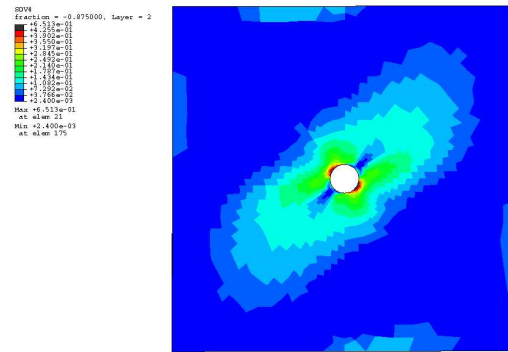 SDV4
fraction = -0.875000, Layer = 2
+6.513e-01
+4.255e-01
+3.902e-01
+3.550e-01
+3.197e-01
+2.845e-01
+2.492e-01
+2.140e-01
+1.787e-01
+1.434e-01
+1.082e-01
+7.292e-02
+3.766e-02
+2.400e-03
Max +6.513e-01
at elem 21
Min +2.400e-03
at elem 175